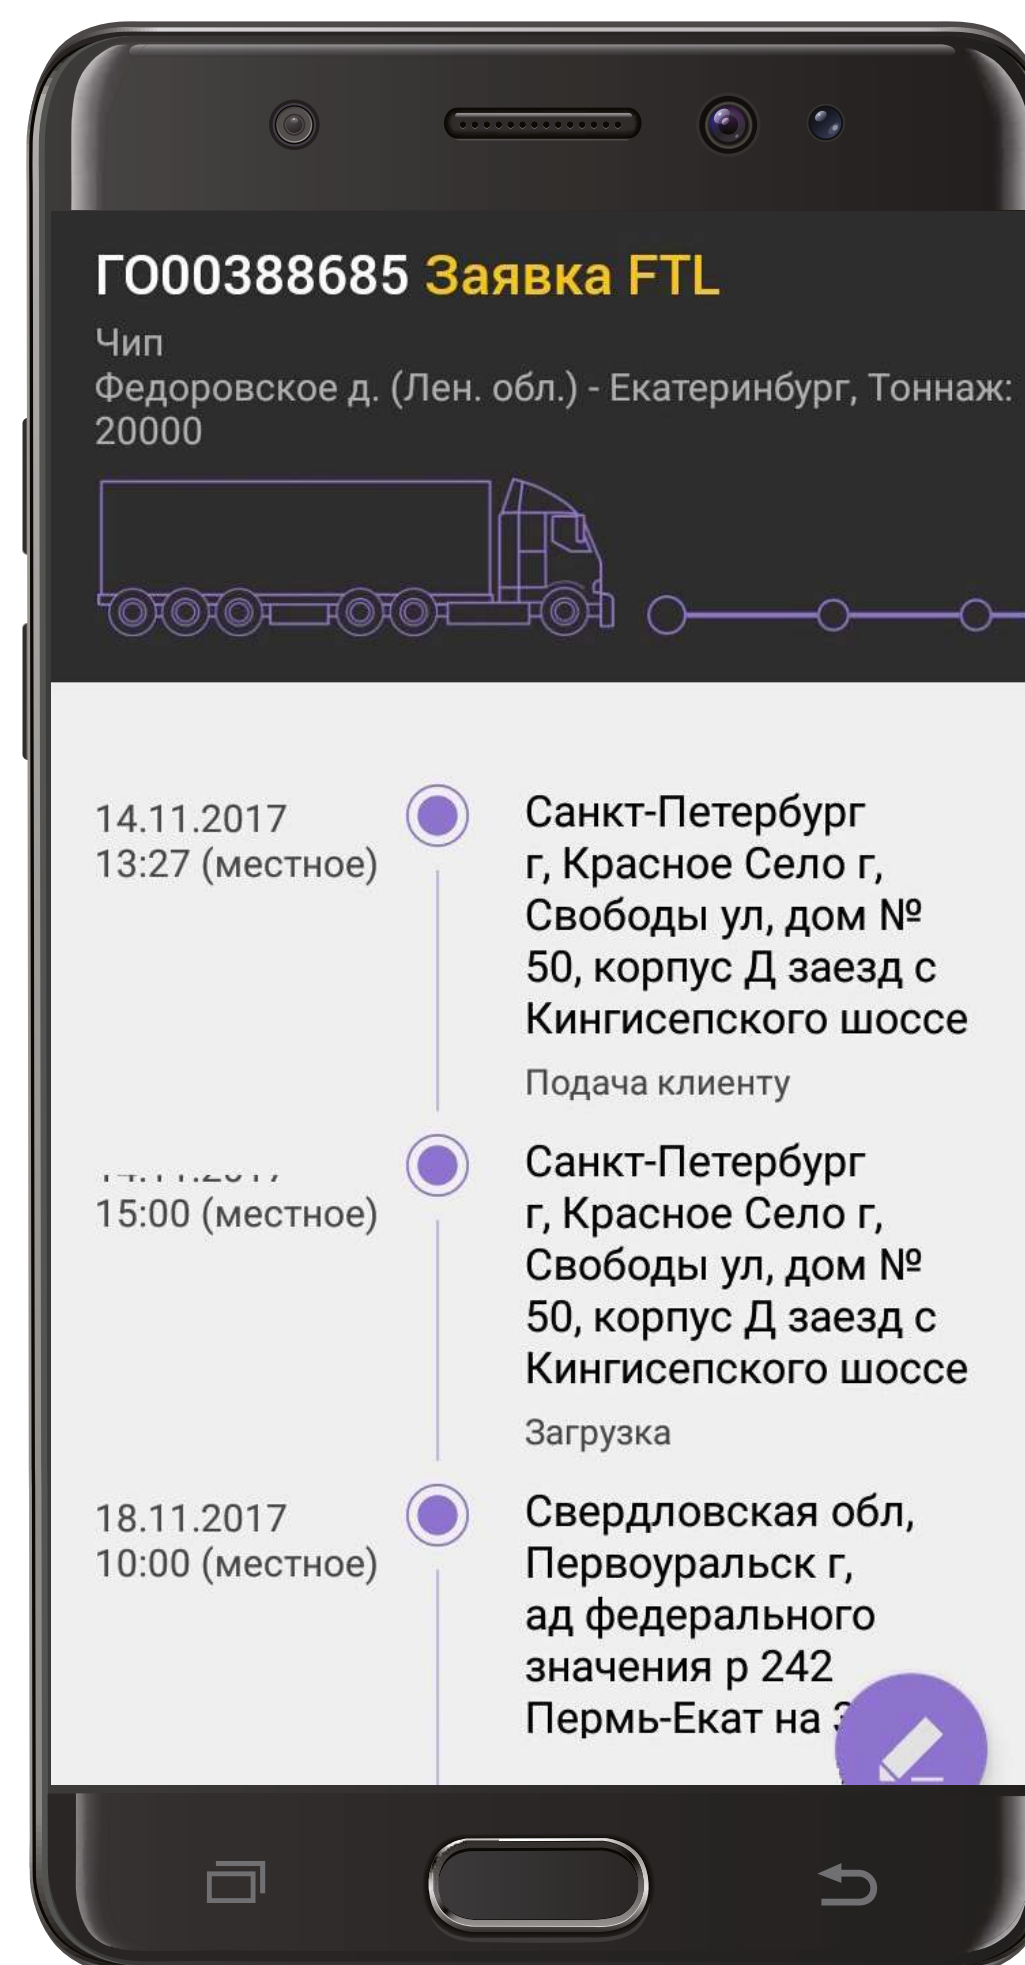 ГО00388685 Заявка FTL
Чип
Федоровское д. (Лен. обл.) - Екатеринбург, Тоннаж:
20000
14.11.2017
13:27 (местное)
Санкт-Петербург
г, Красное Село г,
Свободы ул, дом №
50, корпус Д заезд с
Кингисепского шоссе
Подача клиенту
15:00 (местное)
Санкт-Петербург
г, Красное Село г,
Свободы ул, дом №
50, корпус Д заезд с
Кингисепского шоссе
Загрузка
18.11.2017
10:00 (местное)
Свердловская обл,
Первоуральск г,
ад федерального
значения р 242
Пермь-Екат на